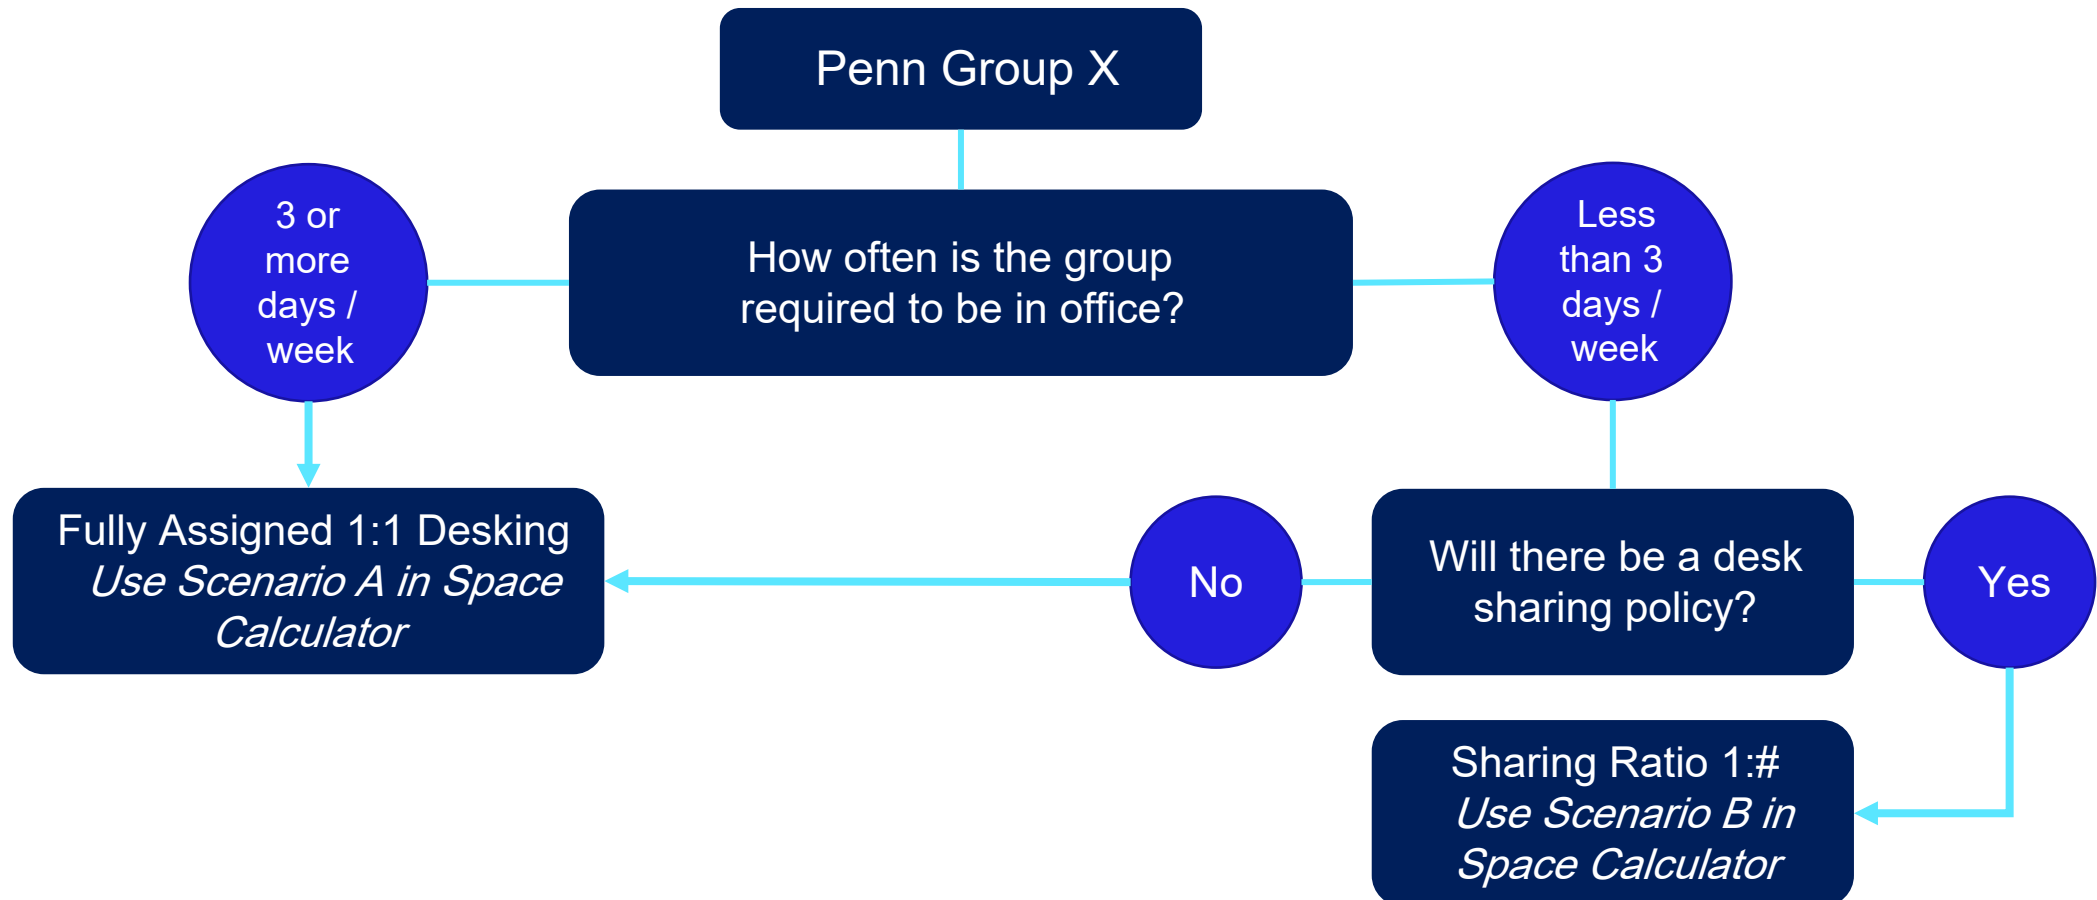 Penn Group X
3 or
more
days /
week
How often is the group
required to be in office?
Less
than 3
days /
week
Fully Assigned 1:1 Desking
Use Scenario A in Space
Calculator
No
Will there be a desk
sharing policy?
Yes
Sharing Ratio 1:#
Use Scenario B in
Space Calculator